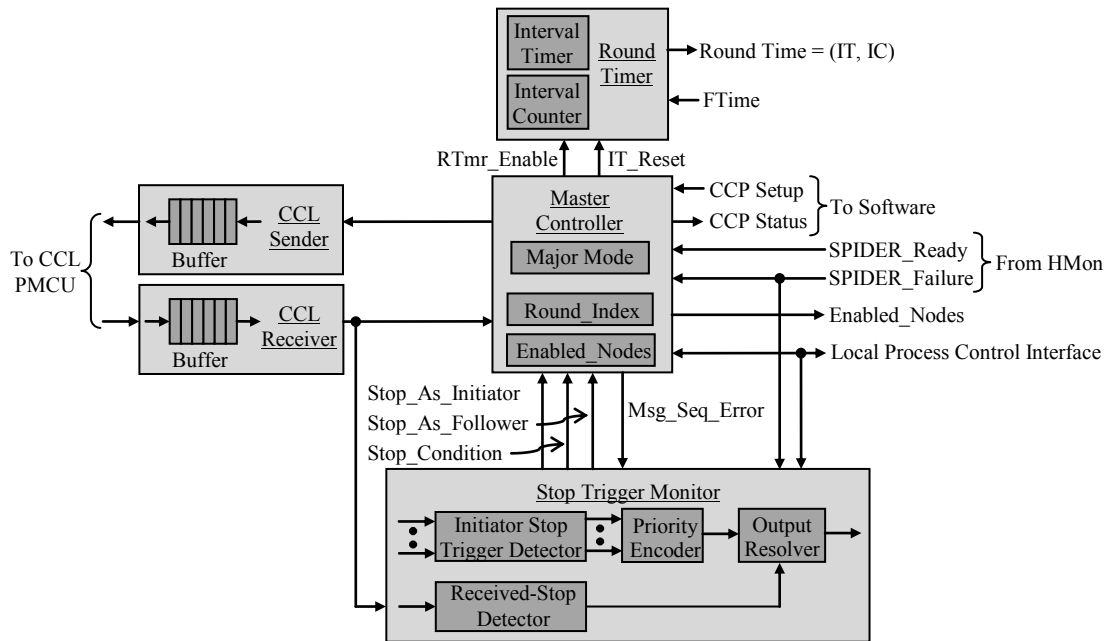 Interval
Timer
Round
Timer
Interval
Counter
Round Time = (IT, IC)
FTime
RTmr_Enable
IT_Reset
CCL
Sender
Buffer
To CCL
PMCU
CCL
Receiver
Buffer
Master
Controller
Major Mode
Round_Index
Enabled_Nodes
CCP Setup
CCP Status
To Software
SPIDER_Ready
SPIDER_Failure
From HMon
Enabled_Nodes
Local Process Control Interface
Stop_As_Initiator
Stop_As_Follower
Stop_Condition
Msg_Seq_Error
Stop Trigger Monitor
Initiator Stop
Trigger Detector
Priority
Encoder
Output
Resolver
Received-Stop
Detector